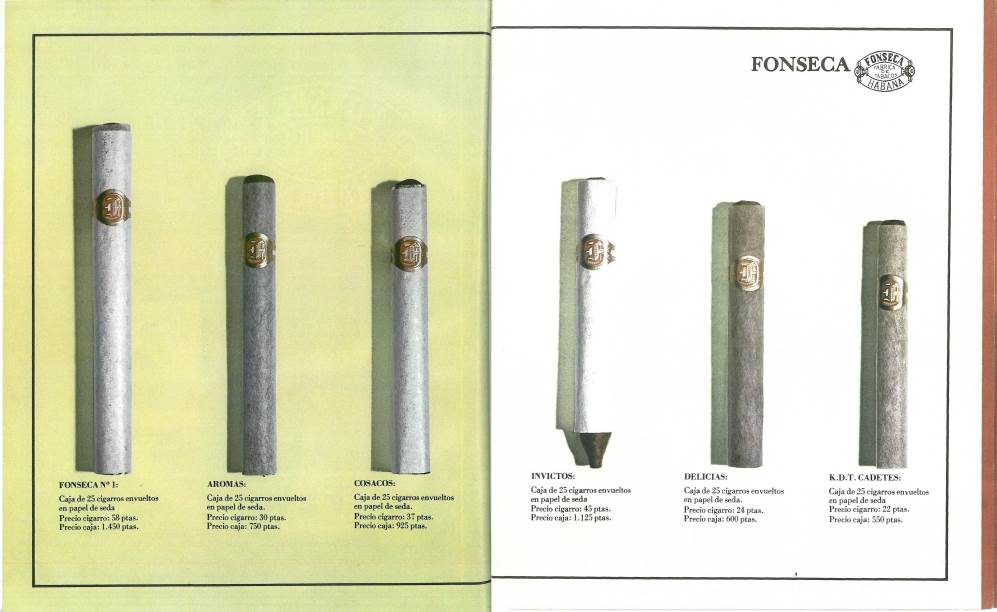 FONSECA
FONSECA
FABRICA
DE
TABACOS
HABANA
FONSECA Nº 1:
Caja de 25 cigarros envueltos
en papel de seda
Precio cigarro: 58 ptas.
Precio caja: 1.450 ptas.
AROMAS:
Caja de 25 cigarros envueltos
en papel de seda.
Precio cigarro: 30 ptas.
Precio caja: 750 ptas.
COSACOS:
Caja de 25 cigarros envueltos
en papel de seda.
Precio cigarro: 37 ptas.
Precio caja: 925 ptas.
INVICTOS:
Caja de 25 cigarros envueltos
en papel de seda.
Precio cigarro: 45 ptas.
Precio caja: 1.125 ptas.
DELICIAS:
Caja de 25 cigarros envueltos
en papel de seda.
Precio cigarro: 24 ptas.
Precio caja: 600 ptas.
K.D.T. CADETES:
Caja de 25 cigarros envueltos
en papel de seda
Precio cigarro: 22 ptas.
Precio caja: 550 ptas.